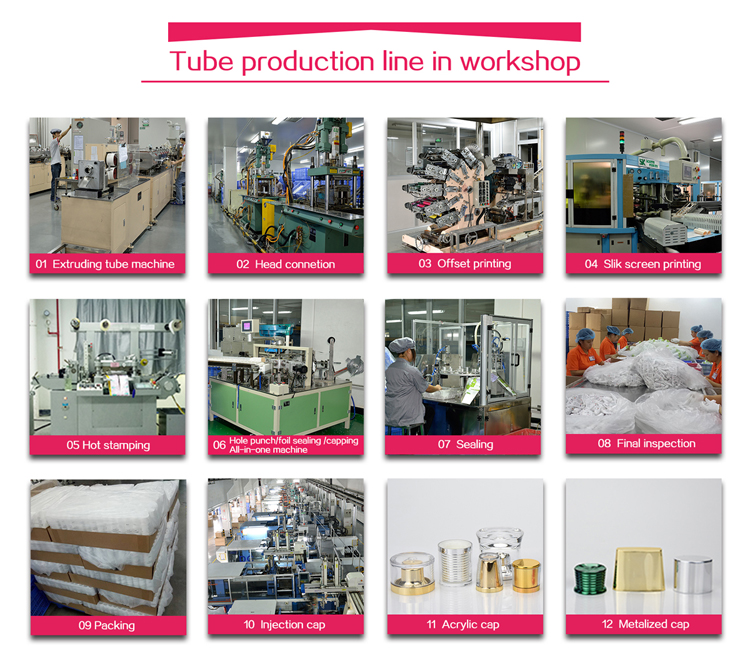 Tube production line in workshop
01 Extruding tube machine
02 Head connetion
03 Offset printing
04 Slik screen printing
05 Hot stamping
06 Hole punch/foil sealing /capping
All-in-one machine
07 Sealing
08 Final inspection
09 Packing
10 Injection cap
11 Acrylic cap
12 Metalized cap